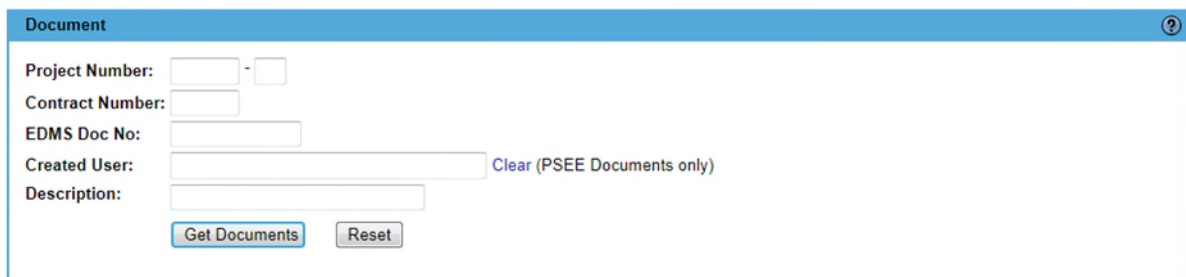 Document ?
Project Number: -
Contract Number:
EDMS Doc No:
Created User: Clear (PSEE Documents only)
Description:
Get Documents Reset